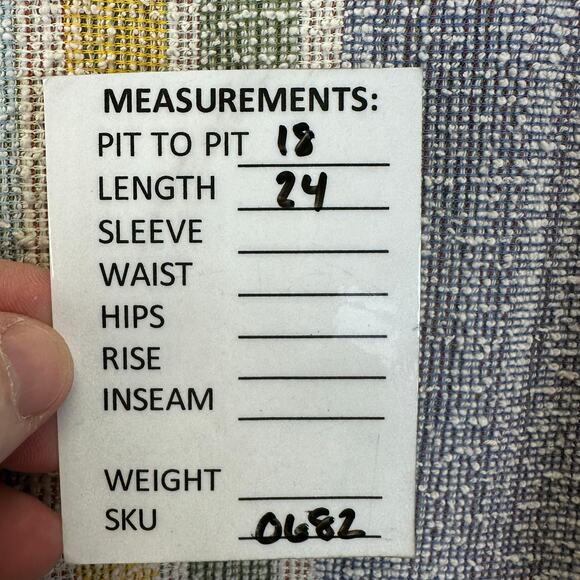 MEASUREMENTS:
PIT TO PIT 18
LENGTH 24
SLEEVE
WAIST
HIPS
RISE
INSEAM
WEIGHT
SKU 0682